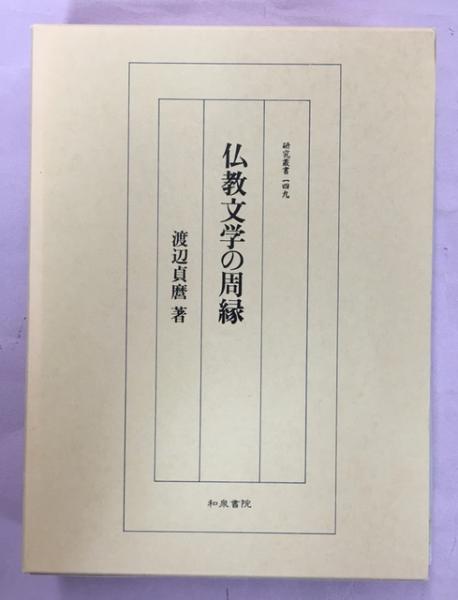 研究叢書一四九
仏教文学の周縁
渡辺貞麿 著
和泉書院